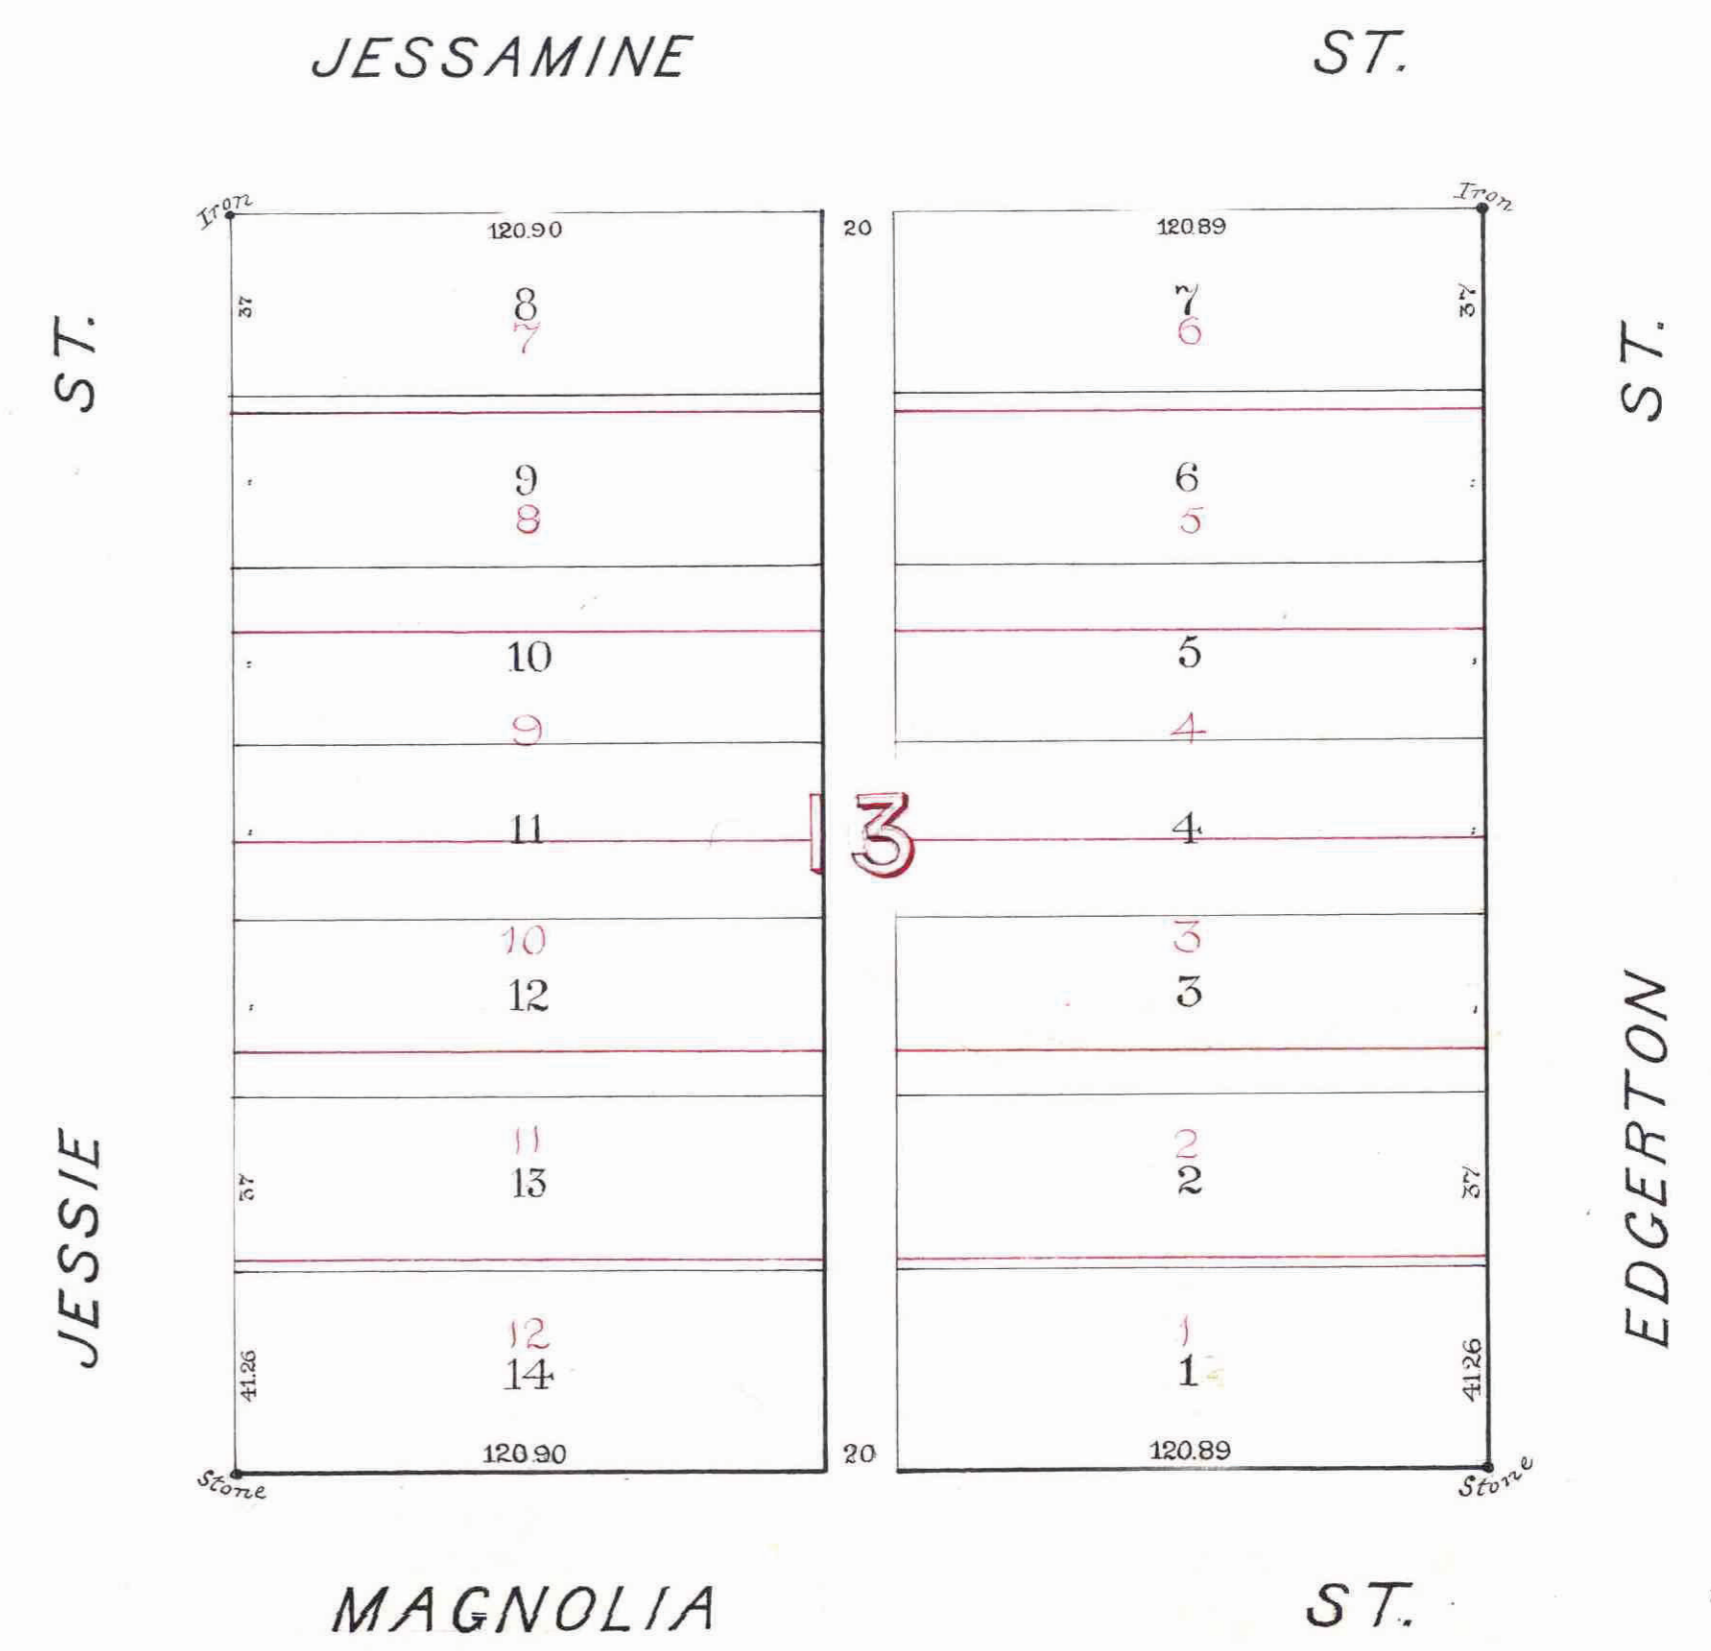 JESSAMINE ST.
Iron Iron
120.90 20 120.89
37 8 7 37
7 6
ST. ST.
" 9 6 "
8 5
" 10 5 "
9 4
13
" 11 4 "
10 3
" 12 3 "
JESSIE EDGERTON
11 2
37 13 2 37
12 1
41.26 14 1 41.26
120.90 20 120.89
Stone Stone
MAGNOLIA ST.